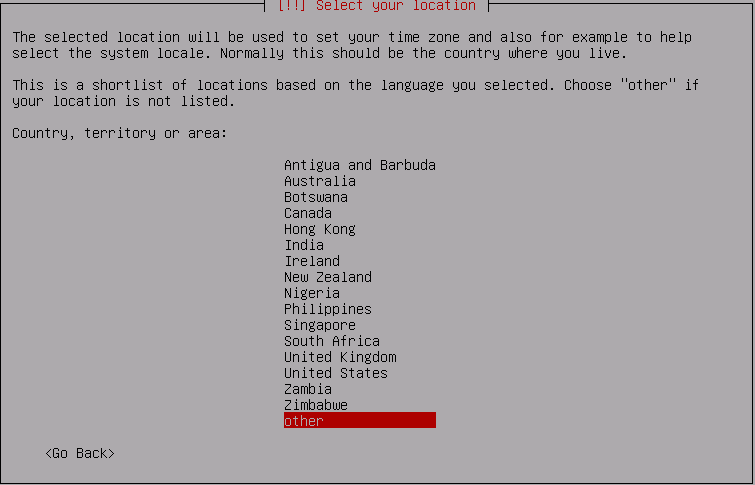 [!!] Select your location
The selected location will be used to set your time zone and also for example to help
select the system locale. Normally this should be the country where you live.
This is a shortlist of locations based on the language you selected. Choose "other" if
your location is not listed.
Country, territory or area:
Antigua and Barbuda
Australia
Botswana
Canada
Hong Kong
India
Ireland
New Zealand
Nigeria
Philippines
Singapore
South Africa
United Kingdom
United States
Zambia
Zimbabwe
other
<Go Back>